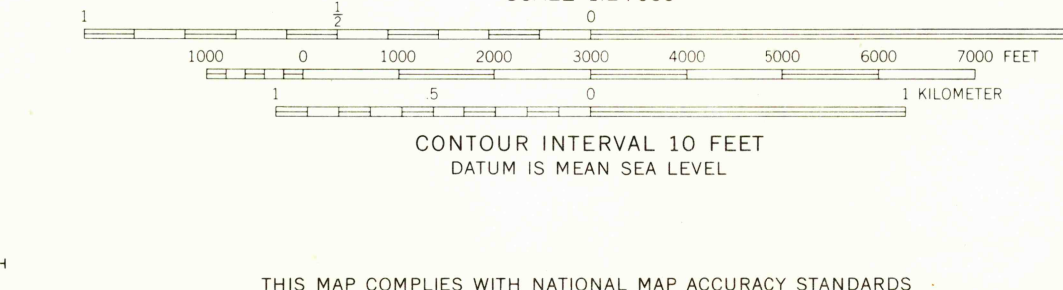 1 ½ 0
1000 0 1000 2000 3000 4000 5000 6000 7000 FEET
1 .5 0 1 KILOMETER
CONTOUR INTERVAL 10 FEET
DATUM IS MEAN SEA LEVEL
H
THIS MAP COMPLIES WITH NATIONAL MAP ACCURACY STANDARDS